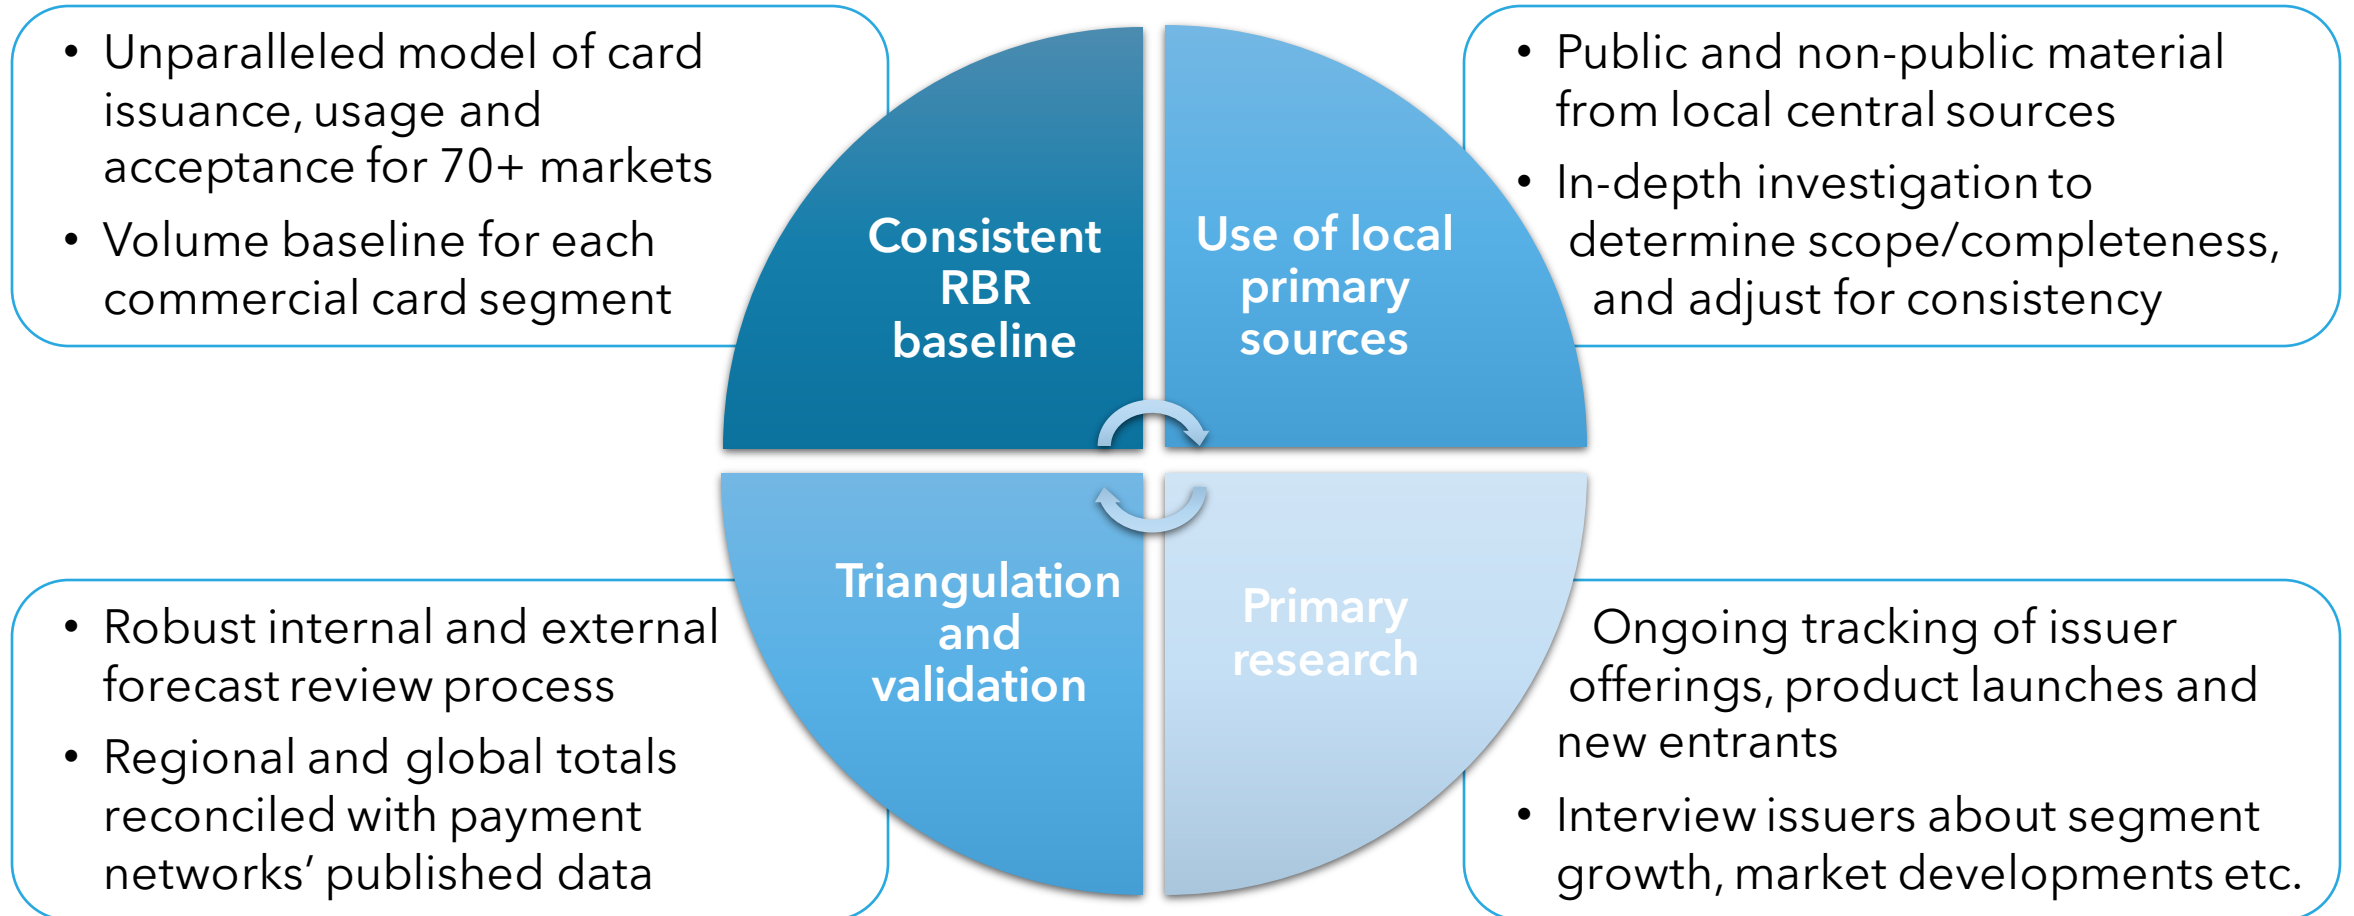 • Unparalleled model of card
issuance, usage and
acceptance for 70+ markets
• Volume baseline for each
commercial card segment
Consistent
RBR
baseline
Use of local
primary
sources
• Public and non-public material
from local central sources
• In-depth investigation to
determine scope/completeness,
and adjust for consistency
• Robust internal and external
forecast review process
• Regional and global totals
reconciled with payment
networks’ published data
Triangulation
and
validation
Primary
research
Ongoing tracking of issuer
offerings, product launches and
new entrants
• Interview issuers about segment
growth, market developments etc.